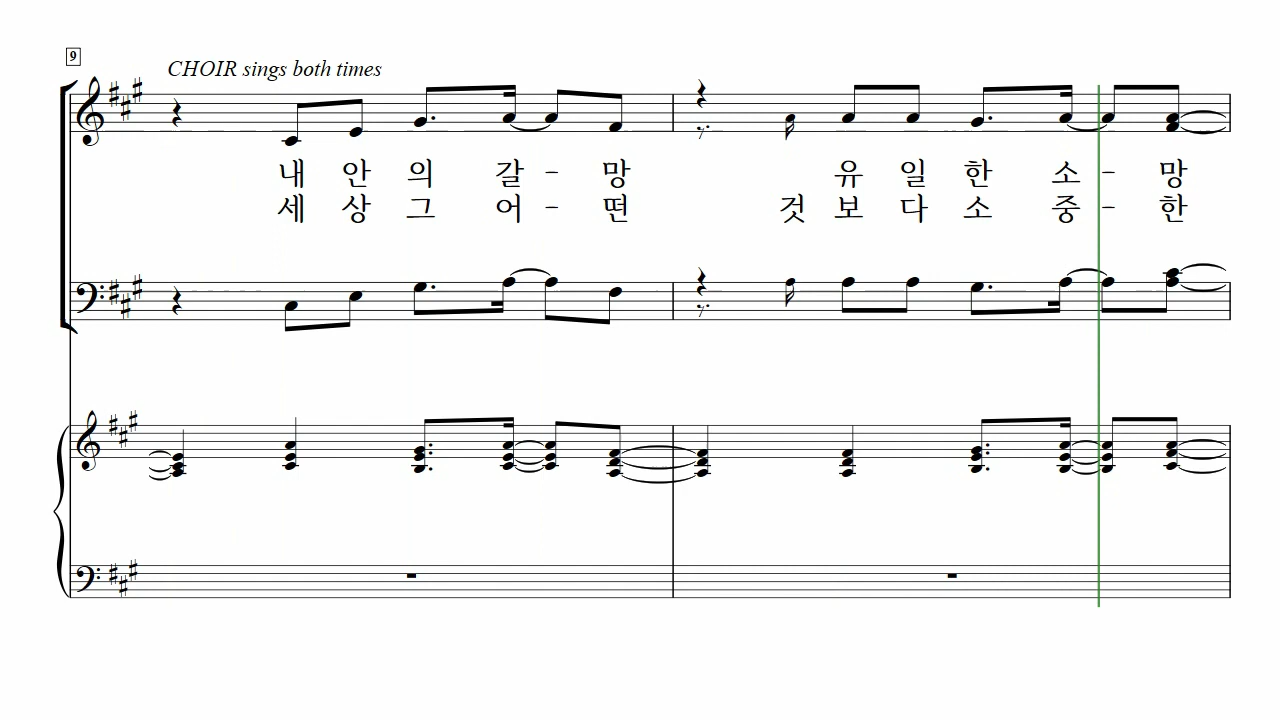 9
CHOIR sings both times
내 안 의 갈 - 망 유 일 한 소 - 망
세 상 그 어 - 떤 것 보 다 소 중 - 한